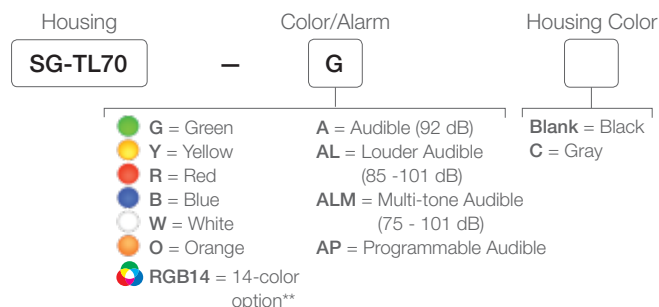 Housing
Color/Alarm
Housing Color
SG-TL70
–
G
G = Green
Y = Yellow
R = Red
B = Blue
W = White
O = Orange
RGB14 = 14-color
option**
A = Audible (92 dB)
AL = Louder Audible
(85 -101 dB)
ALM = Multi-tone Audible
(75 - 101 dB)
AP = Programmable Audible
Blank = Black
C = Gray